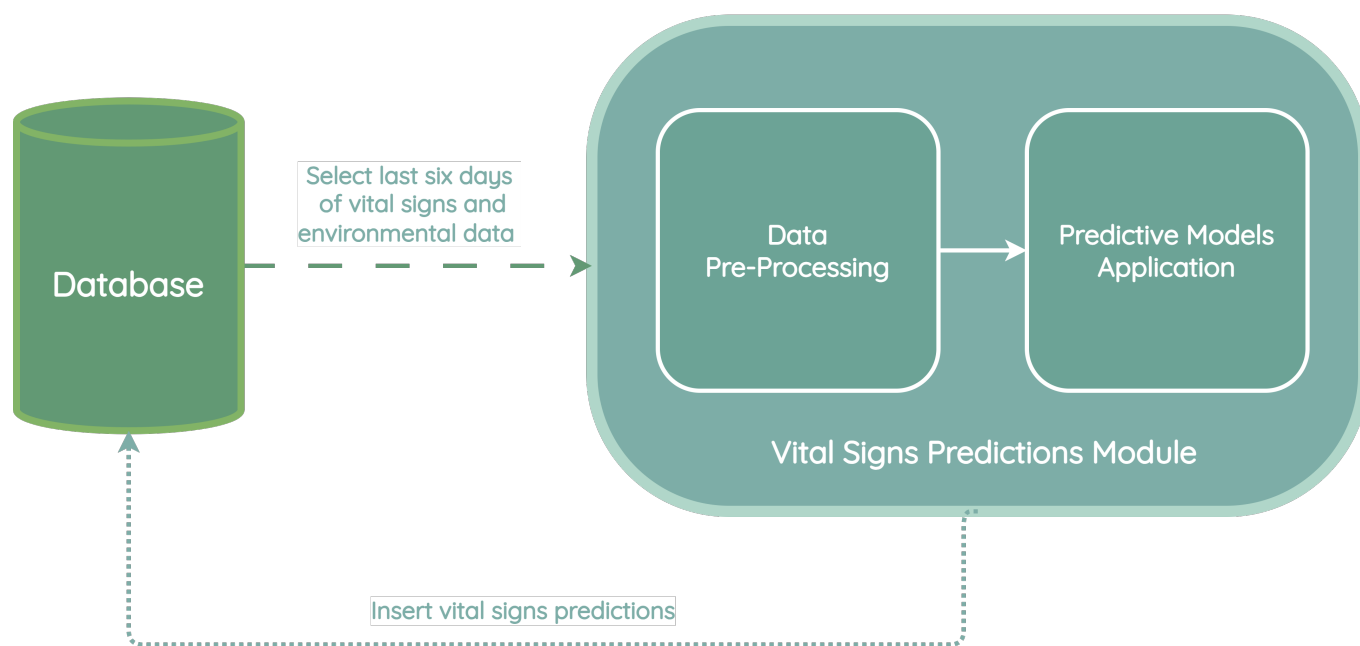 Select last six days
of vital signs and
environmental data
Database
Data
Pre-Processing
Predictive Models
Application
Vital Signs Predictions Module
Insert vital signs predictions